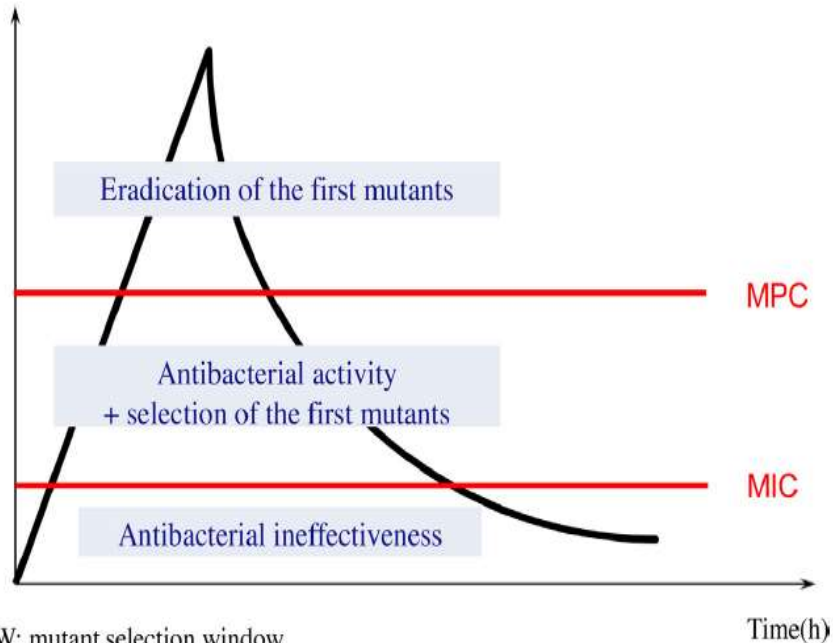 Eradication of the first mutants
MPC
Antibacterial activity
+ selection of the first mutants
MIC
Antibacterial ineffectiveness
Time(h)
W: mutant selection window